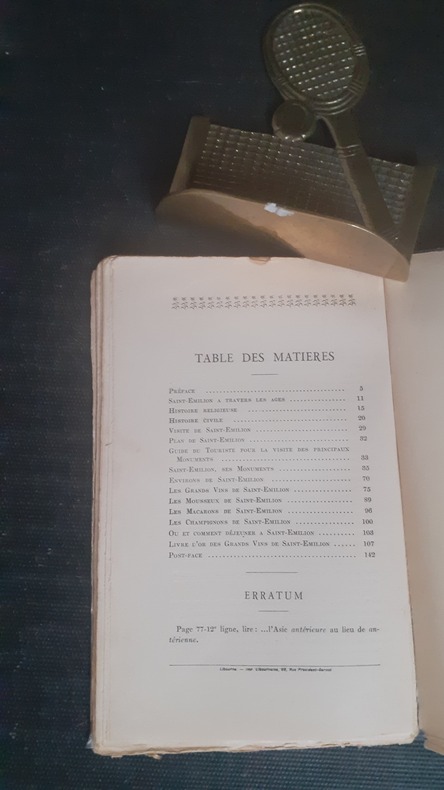 TABLE DES MATIERES
Préface ........ 5
Saint-Emilion a travers les ages ........ 11
Histoire religieuse ........ 15
Histoire civile ........ 20
Visite de Saint-Emilion ........ 29
Plan de Saint-Emilion ........ 32
Guide du Touriste pour la visite des principaux
Monuments ........ 33
Saint-Emilion, ses Monuments ........ 35
Environs de Saint-Emilion ........ 70
Les Grands Vins de Saint-Emilion ........ 75
Les Mousseux de Saint-Emilion ........ 89
Les Macarons de Saint-Emilion ........ 96
Les Champignons de Saint-Emilion ........ 100
Ou et comment déjeuser a Saint-Emilion ........ 103
Livre d'or des Grands Vins de Saint-Emilion ...... 107
Post-face ........ 142
ERRATUM
Page 77-12e ligne, lire : ...l'Asie antérieure au lieu de an-
térienne.
Libourne. — Imp. Libournaise,